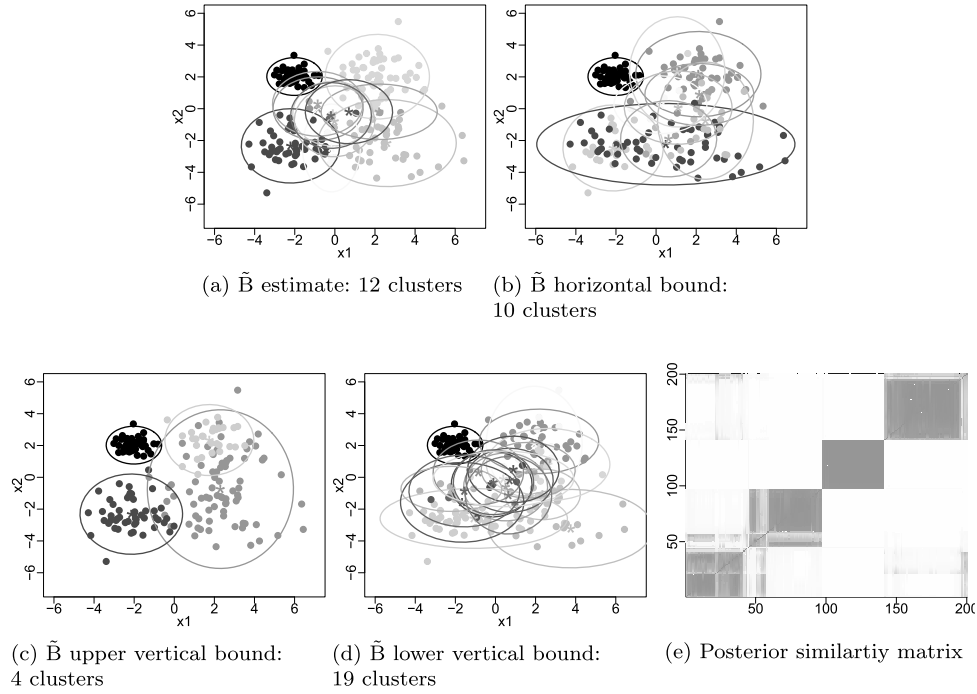 6
4
2
0
−2
−4
−6
x2
−6 −4 −2 0 2 4 6
x1
6
4
2
0
−2
−4
−6
x2
−6 −4 −2 0 2 4 6
x1
(a) B̃ estimate: 12 clusters
(b) B̃ horizontal bound:
10 clusters
6
4
2
0
−2
−4
−6
x2
−6 −4 −2 0 2 4 6
x1
6
4
2
0
−2
−4
−6
x2
−6 −4 −2 0 2 4 6
x1
200
150
100
50
50 100 150 200
(c) B̃ upper vertical bound:
4 clusters
(d) B̃ lower vertical bound:
19 clusters
(e) Posterior similartiy matrix